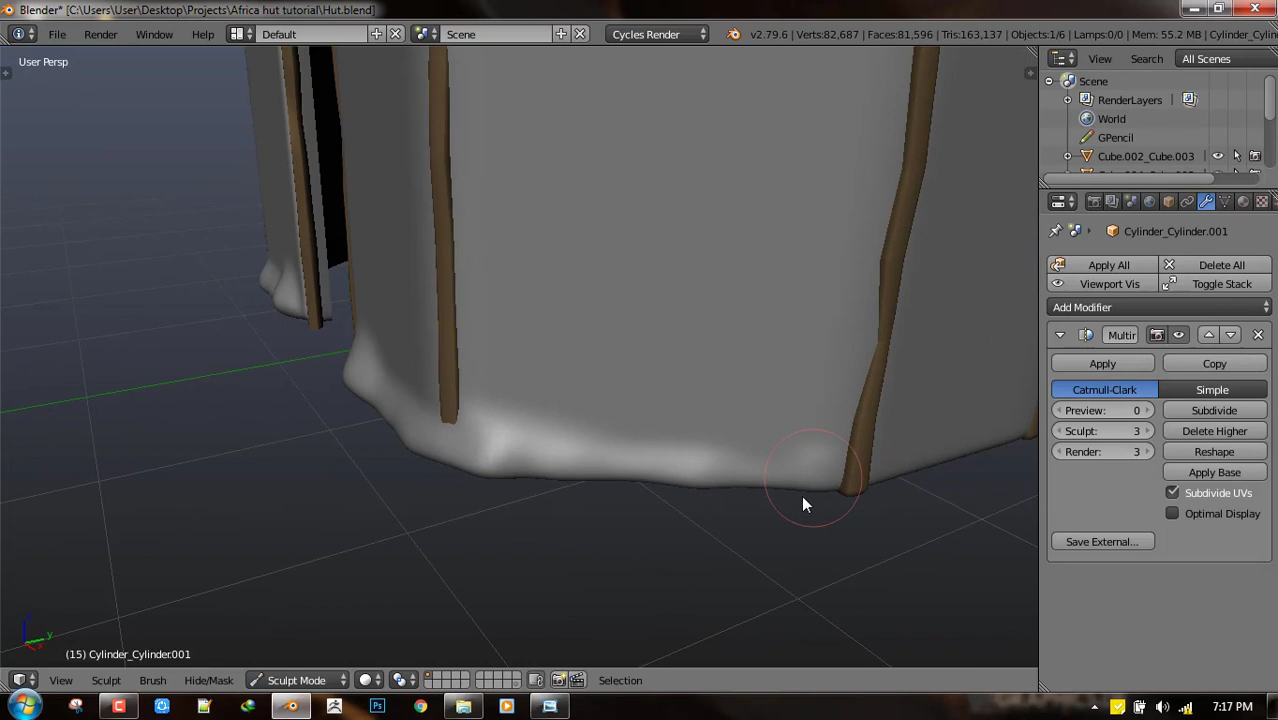 Blender* [C:\Users\User\Desktop\Projects\Africa hut tutorial\Hut.blend]
File Render Window Help Default Scene Cycles Render v2.79.6 | Verts:82,687 | Faces:81,596 | Tris:163,137 | Objects:1/6 | Lamps:0/0 | Mem: 55.2 MB | Cylinder_Cylinder
User Persp
View Search All Scenes
Scene
RenderLayers
World
GPencil
Cube.002_Cube.003
Cylinder_Cylinder.001
Apply All Delete All
Viewport Vis Toggle Stack
Add Modifier
Multir
Apply Copy
Catmull-Clark Simple
Preview: 0 Subdivide
Sculpt: 3 Delete Higher
Render: 3 Reshape
Apply Base
Subdivide UVs
Optimal Display
Save External...
z
y
x
(15) Cylinder_Cylinder.001
View Sculpt Brush Hide/Mask Sculpt Mode Selection
Ps
7:17 PM